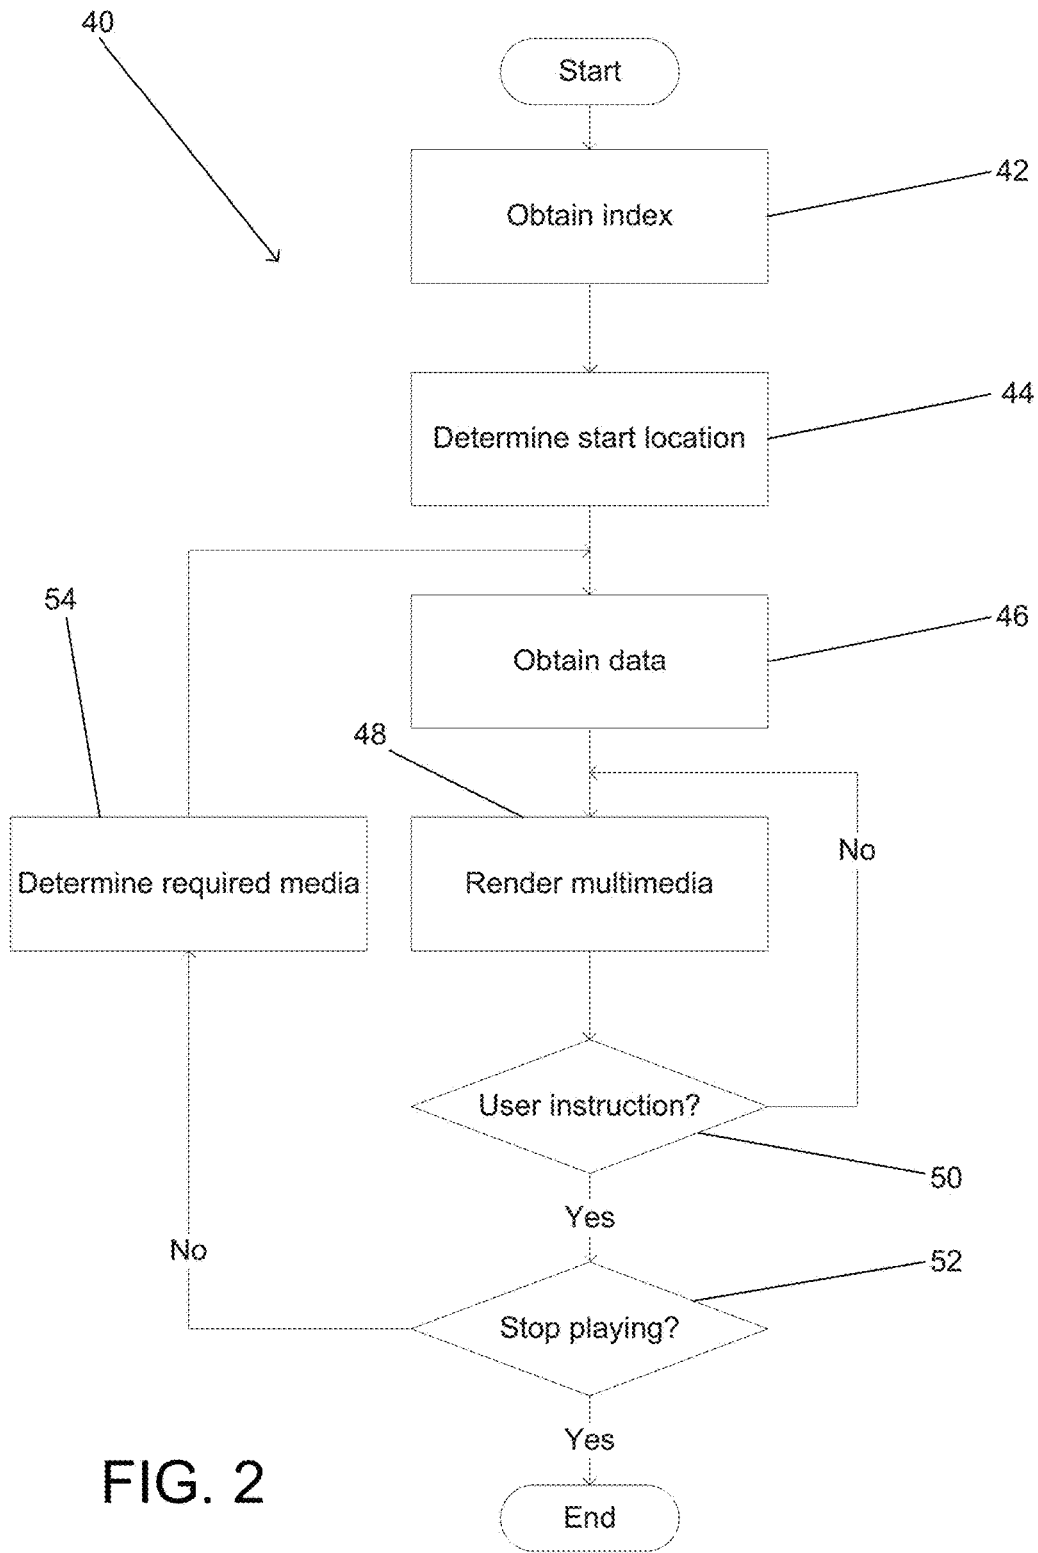 40
Start
42
Obtain index
44
Determine start location
54
46
Obtain data
48
No
Determine required media
Render multimedia
User instruction?
50
Yes
No
52
Stop playing?
Yes
FIG. 2
End